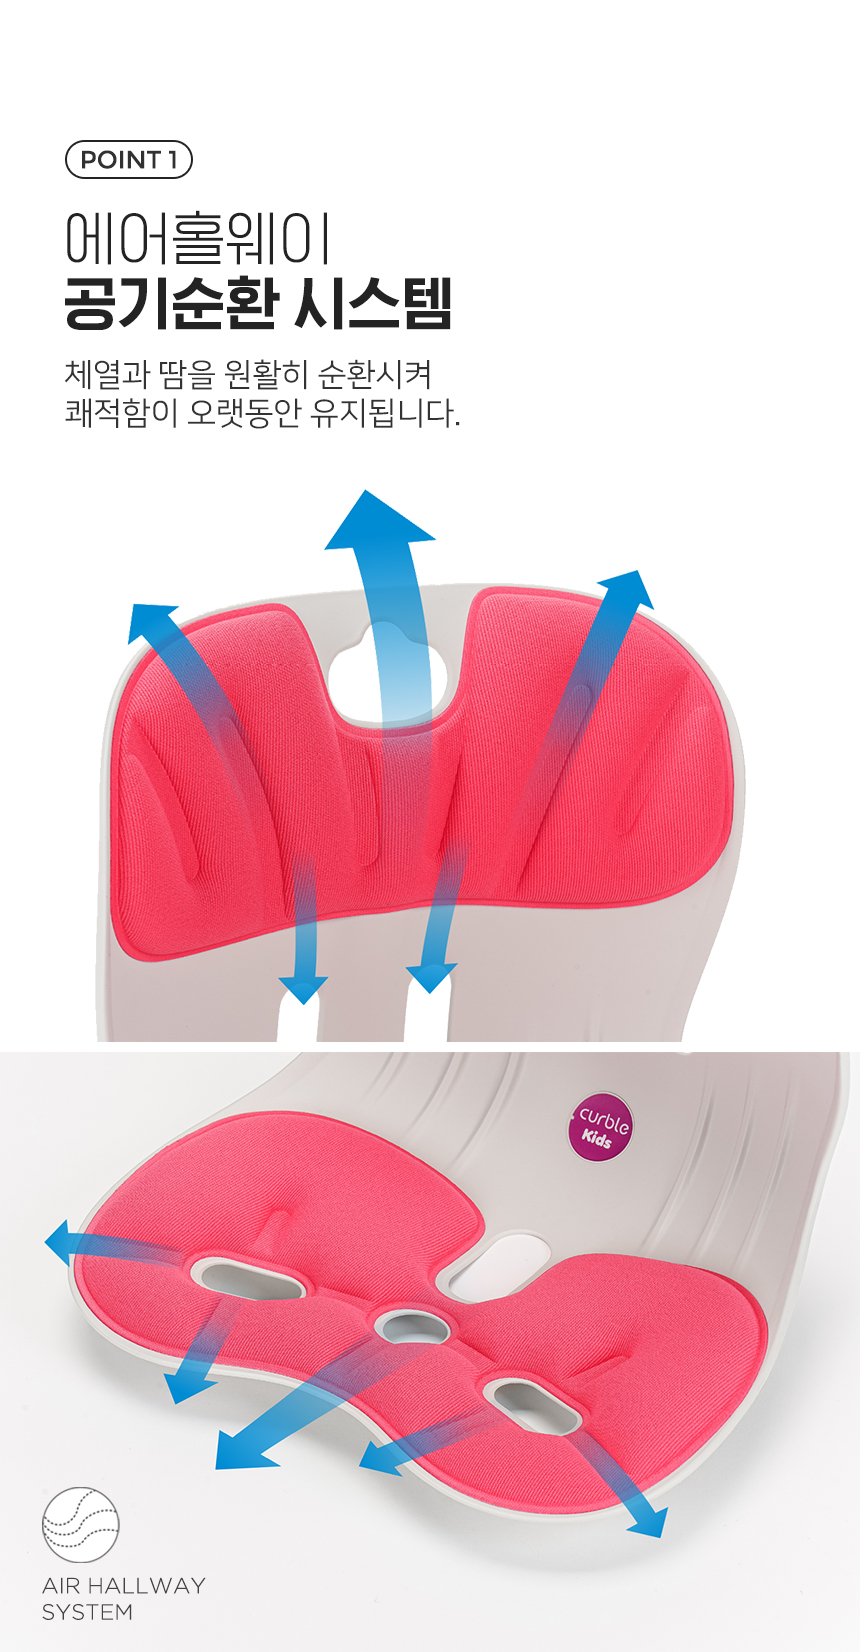 POINT 1
에어홀웨이
공기순환 시스템
체열과 땀을 원활히 순환시켜
쾌적함이 오랫동안 유지됩니다.
curble
Kids
AIR HALLWAY
SYSTEM